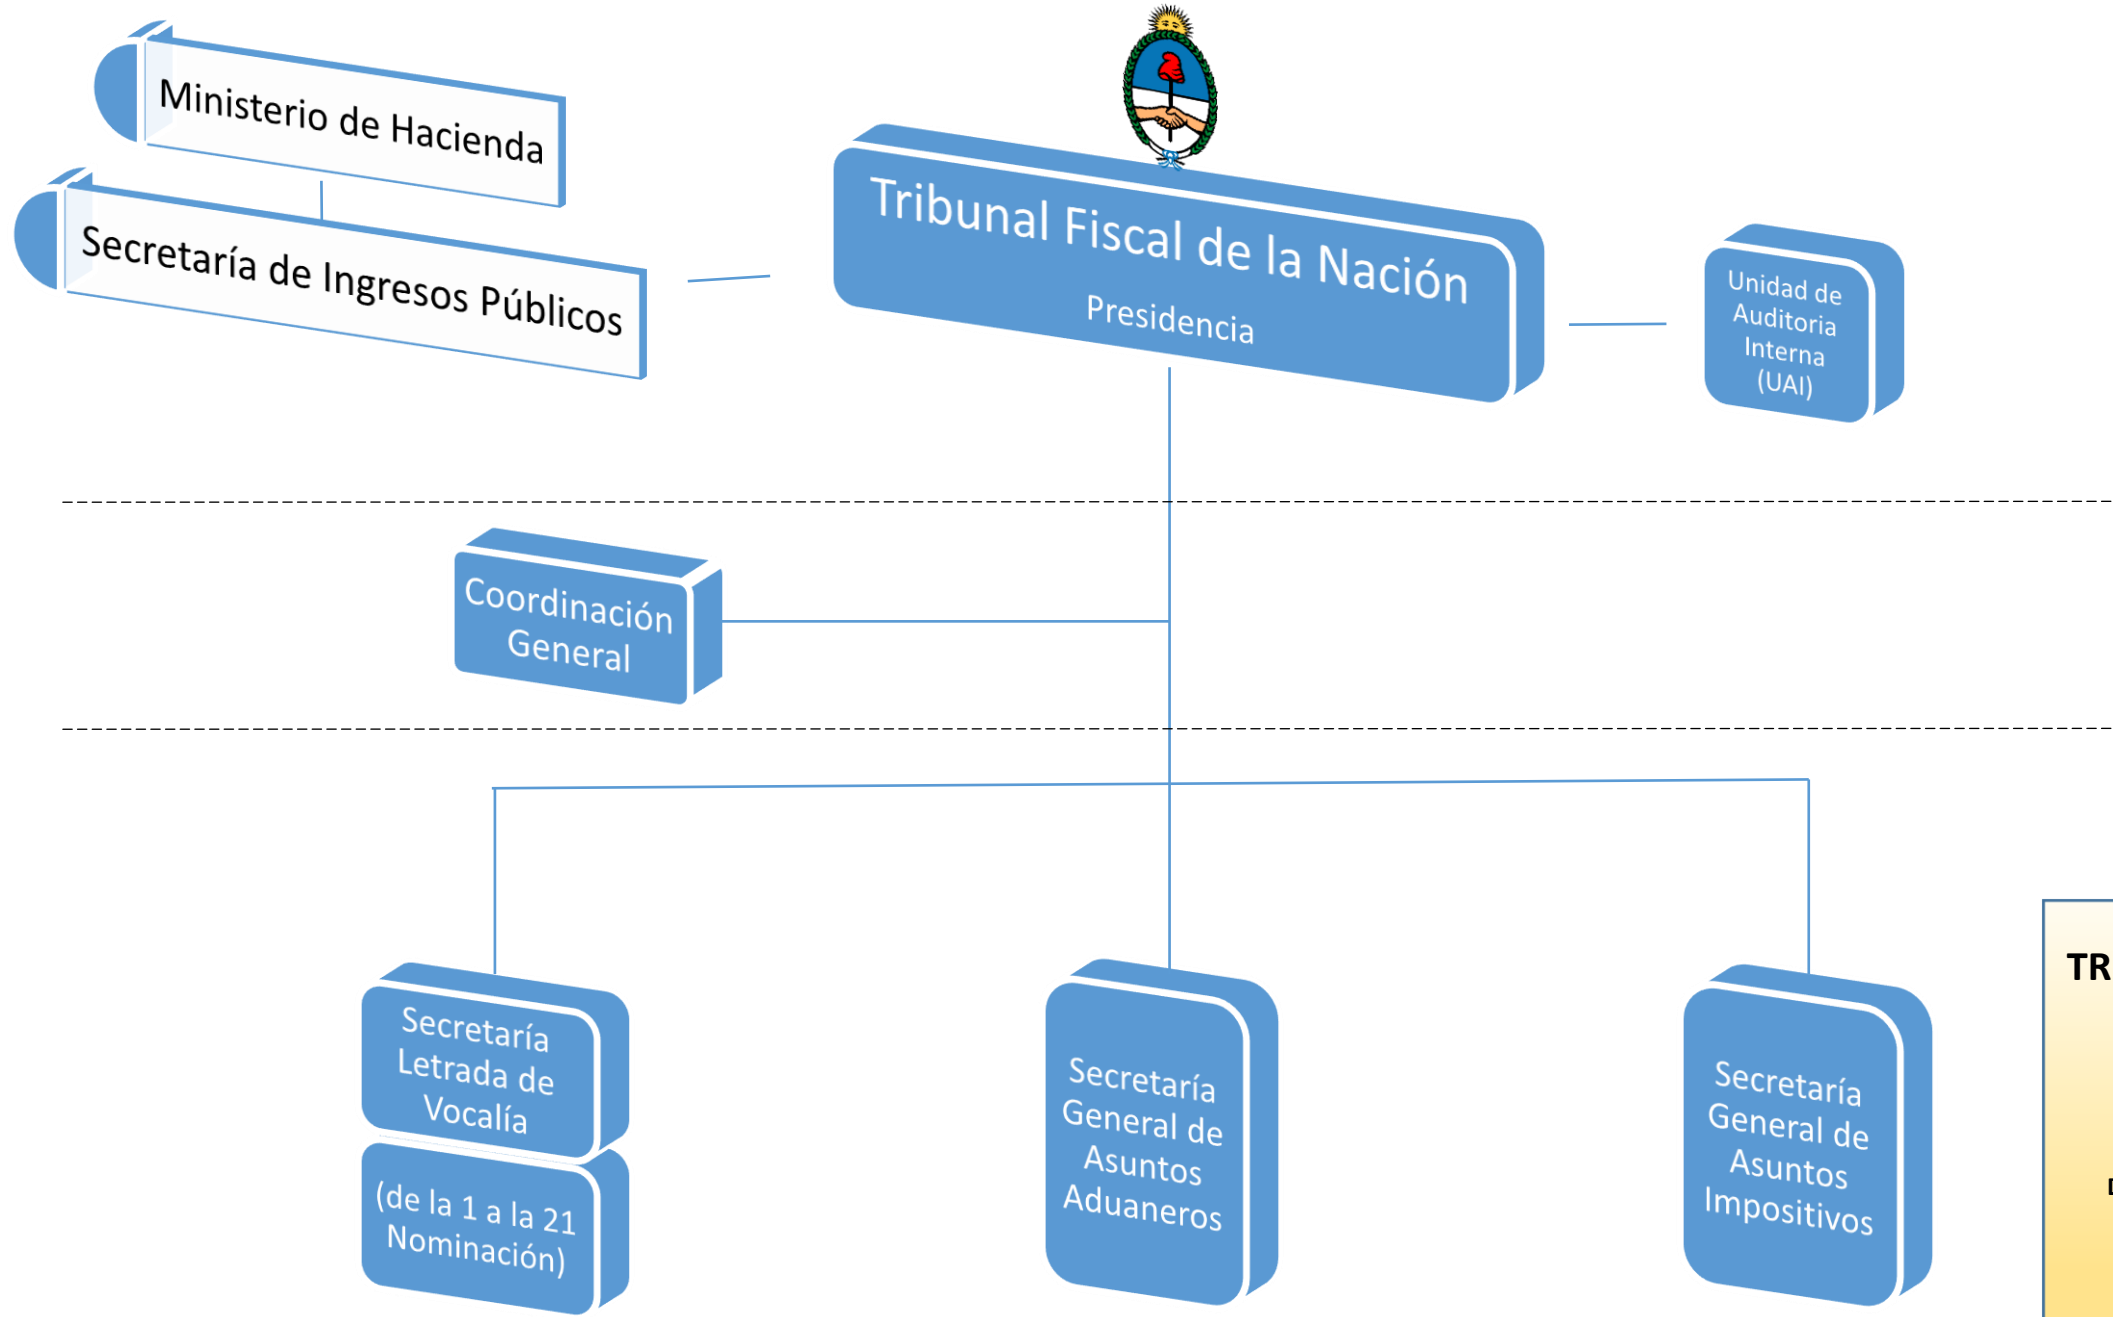 Ministerio de Hacienda
Secretaría de Ingresos Públicos
Tribunal Fiscal de la Nación
Presidencia
Unidad de
Auditoria
Interna
(UAI)
Coordinación
General
Secretaría
Letrada de
Vocalía
(de la 1 a la 21
Nominación)
Secretaría
General de
Asuntos
Aduaneros
Secretaría
General de
Asuntos
Impositivos
TR